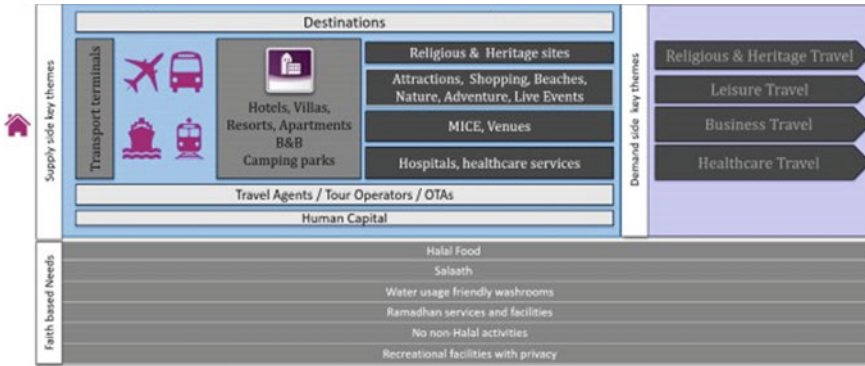 Supply side key themes
Destinations
Transport terminals
Hotels, Villas,
Resorts, Apartments
B&B
Camping parks
Religious & Heritage sites
Attractions, Shopping, Beaches,
Nature, Adventure, Live Events
MICE, Venues
Hospitals, healthcare services
Travel Agents / Tour Operators / OTAs
Human Capital
Demand side key themes
Religious & Heritage Travel
Leisure Travel
Business Travel
Healthcare Travel
Faith based Needs
Halal Food
Salaath
Water usage friendly washrooms
Ramadhan services and facilities
No non-Halal activities
Recreational facilities with privacy